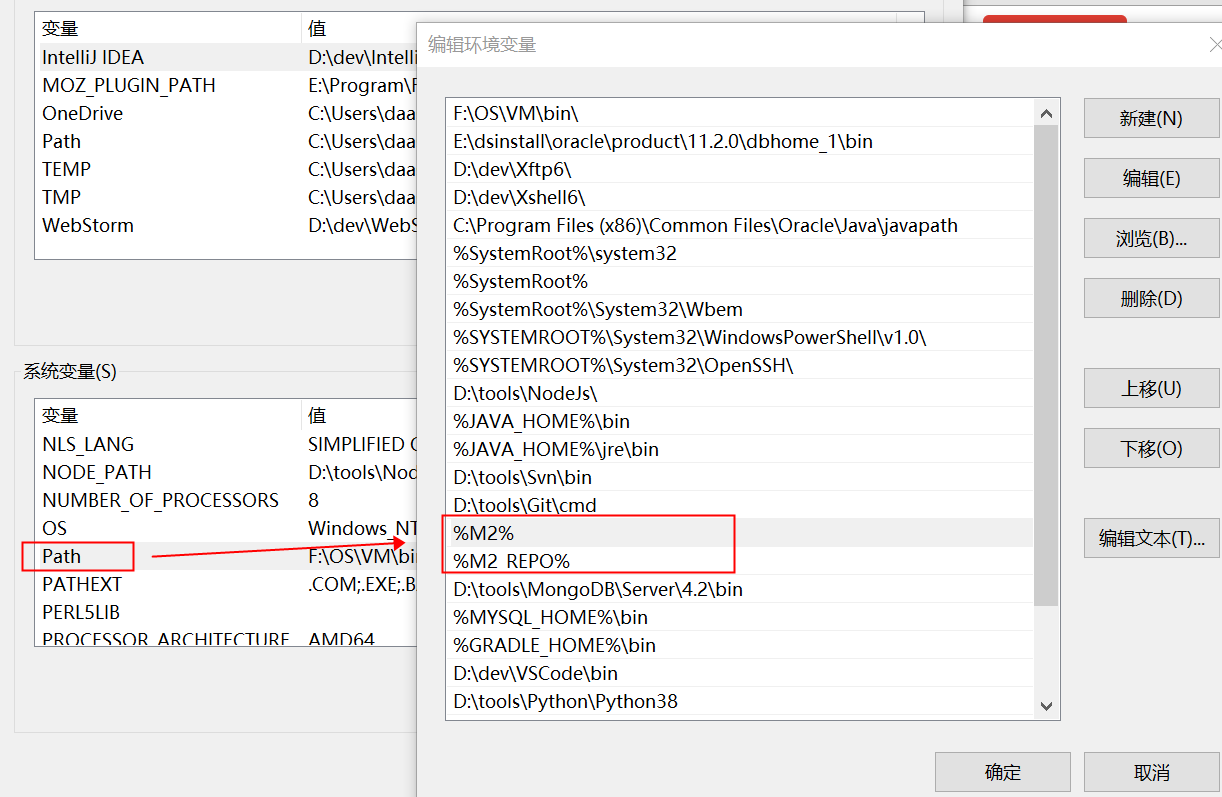 变量 值
IntelliJ IDEA D:\dev\Intelli
MOZ_PLUGIN_PATH E:\Program\F
OneDrive C:\Users\daa
Path C:\Users\daa
TEMP C:\Users\daa
TMP C:\Users\daa
WebStorm D:\dev\WebS
系统变量(S)
变量 值
NLS_LANG SIMPLIFIED C
NODE_PATH D:\tools\Nod
NUMBER_OF_PROCESSORS 8
OS Windows_NT
Path F:\OS\VM\bi
PATHEXT .COM;.EXE;.B
PERL5LIB
PROCESSOR_ARCHITECTURE AMD64
编辑环境变量
F:\OS\VM\bin\
E:\dsinstall\oracle\product\11.2.0\dbhome_1\bin
D:\dev\Xftp6\
D:\dev\Xshell6\
C:\Program Files (x86)\Common Files\Oracle\Java\javapath
%SystemRoot%\system32
%SystemRoot%
%SystemRoot%\System32\Wbem
%SYSTEMROOT%\System32\WindowsPowerShell\v1.0\
%SYSTEMROOT%\System32\OpenSSH\
D:\tools\NodeJs\
%JAVA_HOME%\bin
%JAVA_HOME%\jre\bin
D:\tools\Svn\bin
D:\tools\Git\cmd
%M2%
%M2_REPO%
D:\tools\MongoDB\Server\4.2\bin
%MYSQL_HOME%\bin
%GRADLE_HOME%\bin
D:\dev\VSCode\bin
D:\tools\Python\Python38
新建(N)
编辑(E)
浏览(B)...
删除(D)
上移(U)
下移(O)
编辑文本(T)...
确定
取消